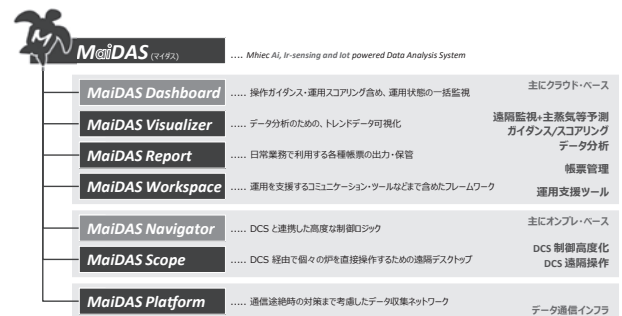 MaiDAS (マイダス) .... Mhiec Ai, Ir-sensing and Iot powered Data Analysis System
主にクラウド・ベース
MaiDAS Dashboard ..... 操作ガイダンス・運用スコアリング含め、運用状態の一括監視
遠隔監視+主蒸気等予測
MaiDAS Visualizer ..... データ分析のための、トレンドデータ可視化
ガイダンス/スコアリング
データ分析
MaiDAS Report ..... 日常業務で利用する各種帳票の出力・保管
帳票管理
MaiDAS Workspace ..... 運用を支援するコミュニケーション・ツールなどまで含めたフレームワーク
運用支援ツール
主にオンプレ・ベース
MaiDAS Navigator ..... DCS と連携した高度な制御ロジック
DCS 制御高度化
MaiDAS Scope ..... DCS 経由で個々の炉を直接操作するための遠隔デスクトップ
DCS 遠隔操作
MaiDAS Platform ..... 通信途絶時の対策まで考慮したデータ収集ネットワーク
データ通信インフラ